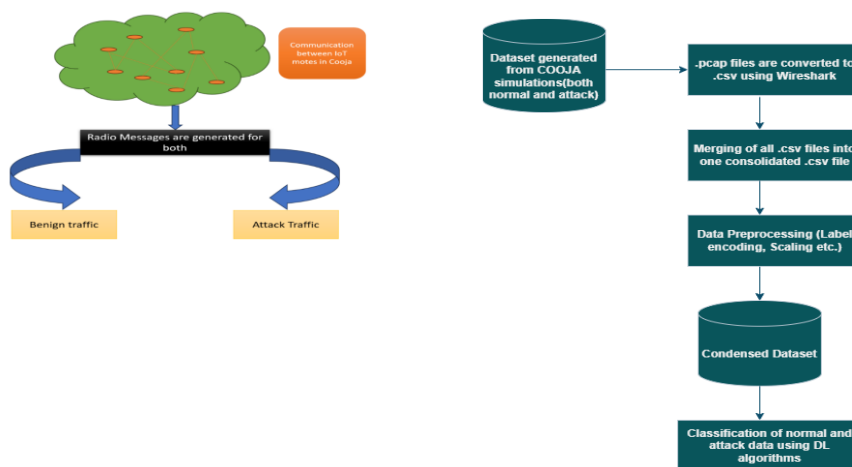 Communication
between IoT
motes in Cooja
Radio Messages are generated for
both
Benign traffic
Attack Traffic
Dataset generated
from COOJA
simulations(both
normal and attack)
.pcap files are converted to
.csv using Wireshark
Merging of all .csv files into
one consolidated .csv file
Data Preprocessing (Label
encoding, Scaling etc.)
Condensed Dataset
Classification of normal and
attack data using DL
algorithms